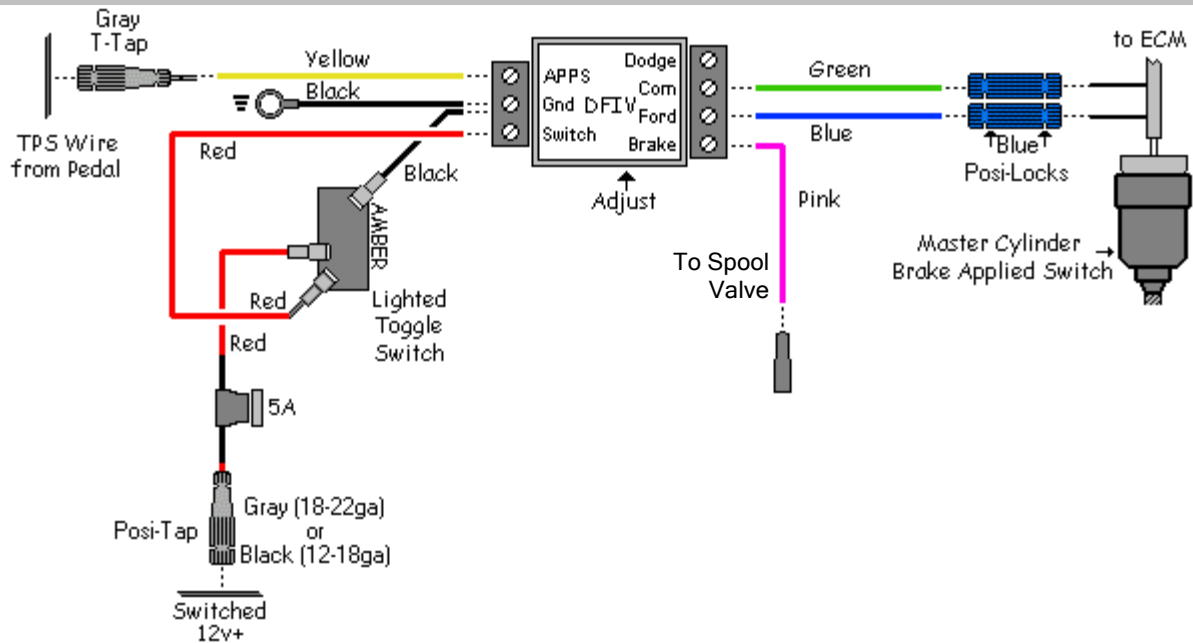 Gray
T-Tap
TPS Wire
from Pedal
Yellow
Black
Red
Black
APPS
Gnd
Switch
DFIV
Dodge
Com
Ford
Brake
Adjust
Green
Blue
Pink
to ECM
Blue
Posi-Locks
Master Cylinder
Brake Applied Switch
To Spool
Valve
AMBER
Lighted
Toggle
Switch
Red
Red
5A
Posi-Tap
Gray (18-22ga)
or
Black (12-18ga)
Switched
12v+